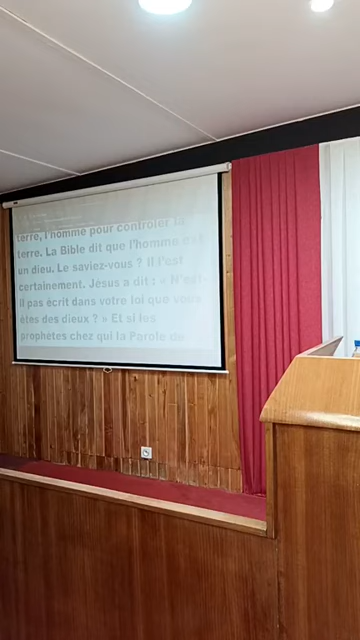 terre, l'homme pour contrôler la
terre. La Bible dit que l'homme est
un dieu. Le saviez-vous ? Il l'est
certainement. Jésus a dit : « N'est-
il pas écrit dans votre loi que vous
êtes des dieux ? » Et si les
prophètes chez qui la Parole de